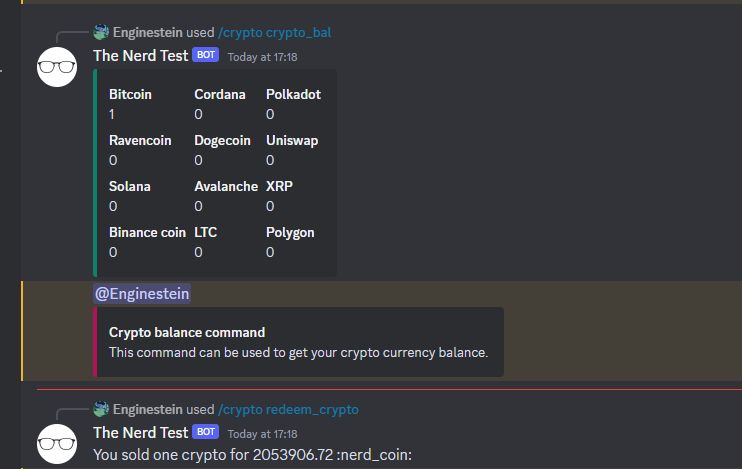 Enginestein used /crypto crypto_bal
The Nerd Test BOT Today at 17:18
Bitcoin Cordana Polkadot
1 0 0
Ravencoin Dogecoin Uniswap
0 0 0
Solana Avalanche XRP
0 0 0
Binance coin LTC Polygon
0 0 0
@Enginestein
Crypto balance command
This command can be used to get your crypto currency balance.
Enginestein used /crypto redeem_crypto
The Nerd Test BOT Today at 17:18
You sold one crypto for 2053906.72 :nerd_coin: